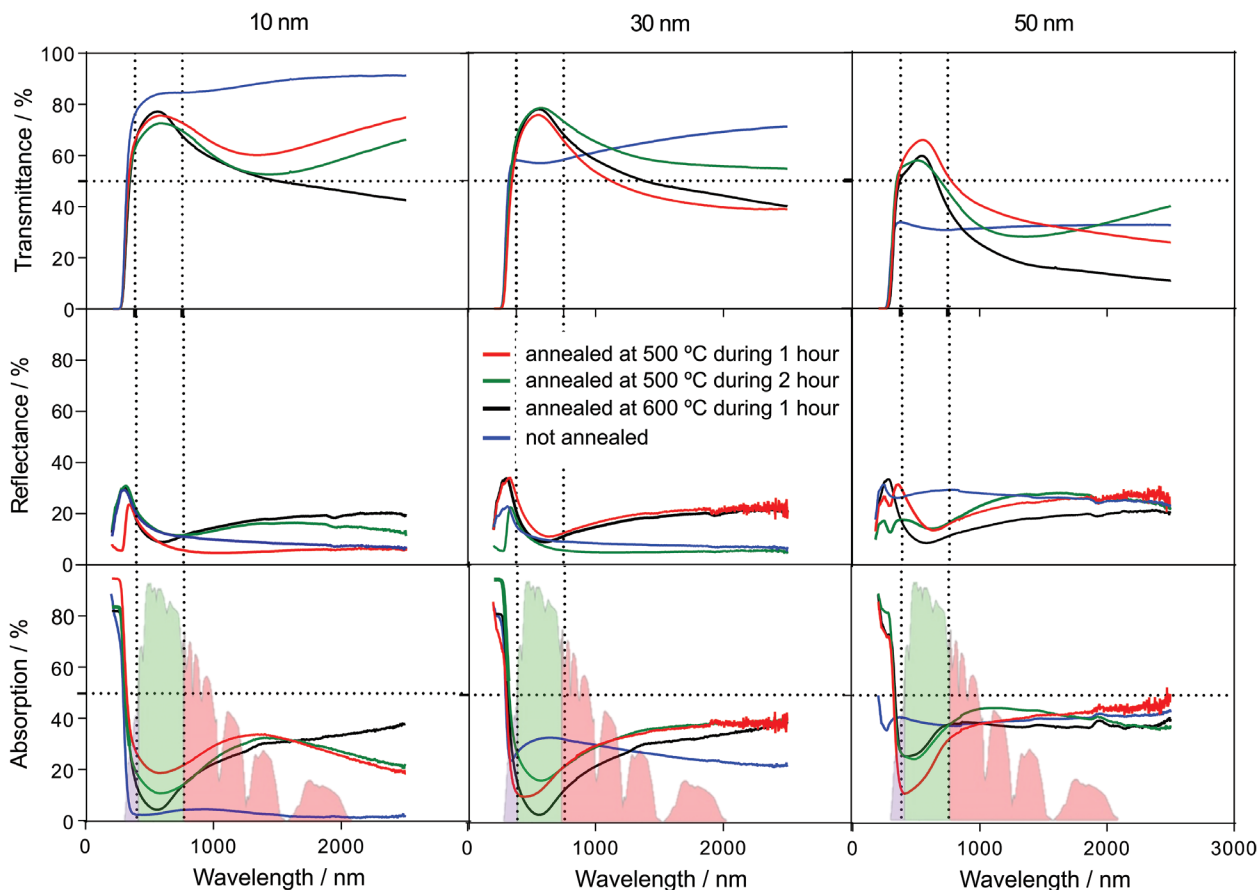 10 nm 30 nm 50 nm
Transmittance / %
100
80
60
40
20
0
Reflectance / %
80
60
40
20
0
annealed at 500 ºC during 1 hour
annealed at 500 ºC during 2 hour
annealed at 600 ºC during 1 hour
not annealed
Absorption / %
80
60
40
20
0
0 1000 2000 0 1000 2000 0 1000 2000 3000
Wavelength / nm Wavelength / nm Wavelength / nm